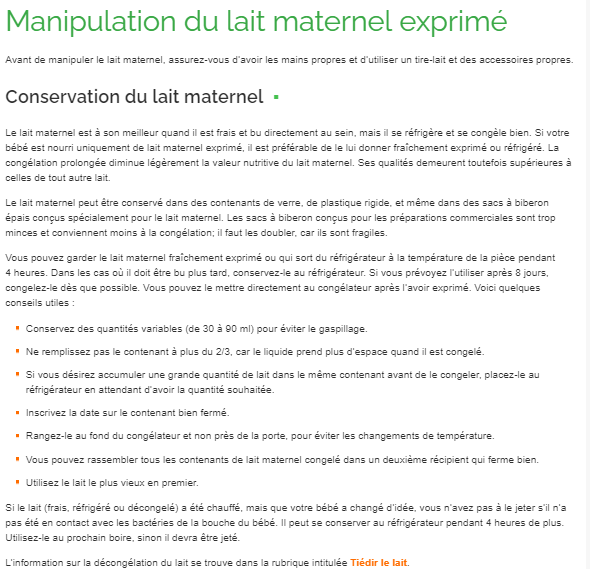 Manipulation du lait maternel exprimé
Avant de manipuler le lait maternel, assurez-vous d'avoir les mains propres et d'utiliser un tire-lait et des accessoires propres.
Conservation du lait maternel
Le lait maternel est à son meilleur quand il est frais et bu directement au sein, mais il se réfrigère et se congèle bien. Si votre
bébé est nourri uniquement de lait maternel exprimé, il est préférable de le lui donner fraîchement exprimé ou réfrigéré. La
congélation prolongée diminue légèrement la valeur nutritive du lait maternel. Ses qualités demeurent toutefois supérieures à
celles de tout autre lait.
Le lait maternel peut être conservé dans des contenants de verre, de plastique rigide, et même dans des sacs à biberon
épais conçus spécialement pour le lait maternel. Les sacs à biberon conçus pour les préparations commerciales sont trop
minces et conviennent moins à la congélation; il faut les doubler, car ils sont fragiles.
Vous pouvez garder le lait maternel fraîchement exprimé ou qui sort du réfrigérateur à la température de la pièce pendant
4 heures. Dans les cas où il doit être bu plus tard, conservez-le au réfrigérateur. Si vous prévoyez l'utiliser après 8 jours,
congelez-le dès que possible. Vous pouvez le mettre directement au congélateur après l'avoir exprimé. Voici quelques
conseils utiles :
Conservez des quantités variables (de 30 à 90 ml) pour éviter le gaspillage.
Ne remplissez pas le contenant à plus du 2/3, car le liquide prend plus d'espace quand il est congelé.
Si vous désirez accumuler une grande quantité de lait dans le même contenant avant de le congeler, placez-le au
réfrigérateur en attendant d'avoir la quantité souhaitée.
Inscrivez la date sur le contenant bien fermé.
Rangez-le au fond du congélateur et non près de la porte, pour éviter les changements de température.
Vous pouvez rassembler tous les contenants de lait maternel congelé dans un deuxième récipient qui ferme bien.
Utilisez le lait le plus vieux en premier.
Si le lait (frais, réfrigéré ou décongelé) a été chauffé, mais que votre bébé a changé d'idée, vous n'avez pas à le jeter s'il n'a
pas été en contact avec les bactéries de la bouche du bébé. Il peut se conserver au réfrigérateur pendant 4 heures de plus.
Utilisez-le au prochain boire, sinon il devra être jeté.
L'information sur la décongélation du lait se trouve dans la rubrique intitulée Tiédir le lait.